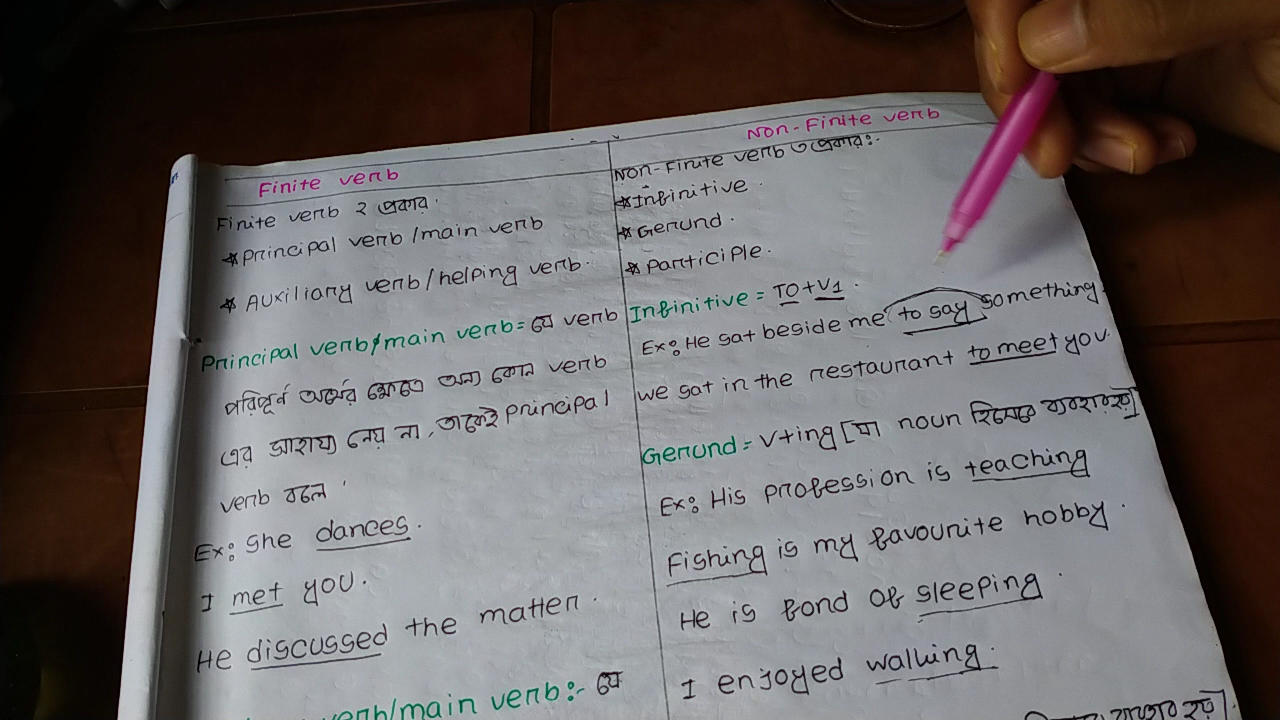 Finite verb
Finite verb ২ প্রকার.
*Principal verb/main verb
* Auxiliary verb/helping verb.
Principal verb/main verb= যে verb
পরিপূর্ন অর্থের ক্ষেত্রে অন্য কোন verb
এর সাহায্য নেয় না, তাকেই principal
verb বলে.
Ex: She dances.
I met you.
He discussed the matter.
verb/main verb:- যে
Non-Finite verb
Non-Finite verb ৩ প্রকার:-
*Infinitive.
*Gerund.
*Participle.
Infinitive = TO+V1.
Ex: He sat beside me to say something.
we sat in the restaurant to meet you.
Gerund= V+ing [যা noun হিসেবে ব্যবহার হয়]
Ex: His profession is teaching
Fishing is my favourite hobby.
He is fond of sleeping.
I enjoyed walking.